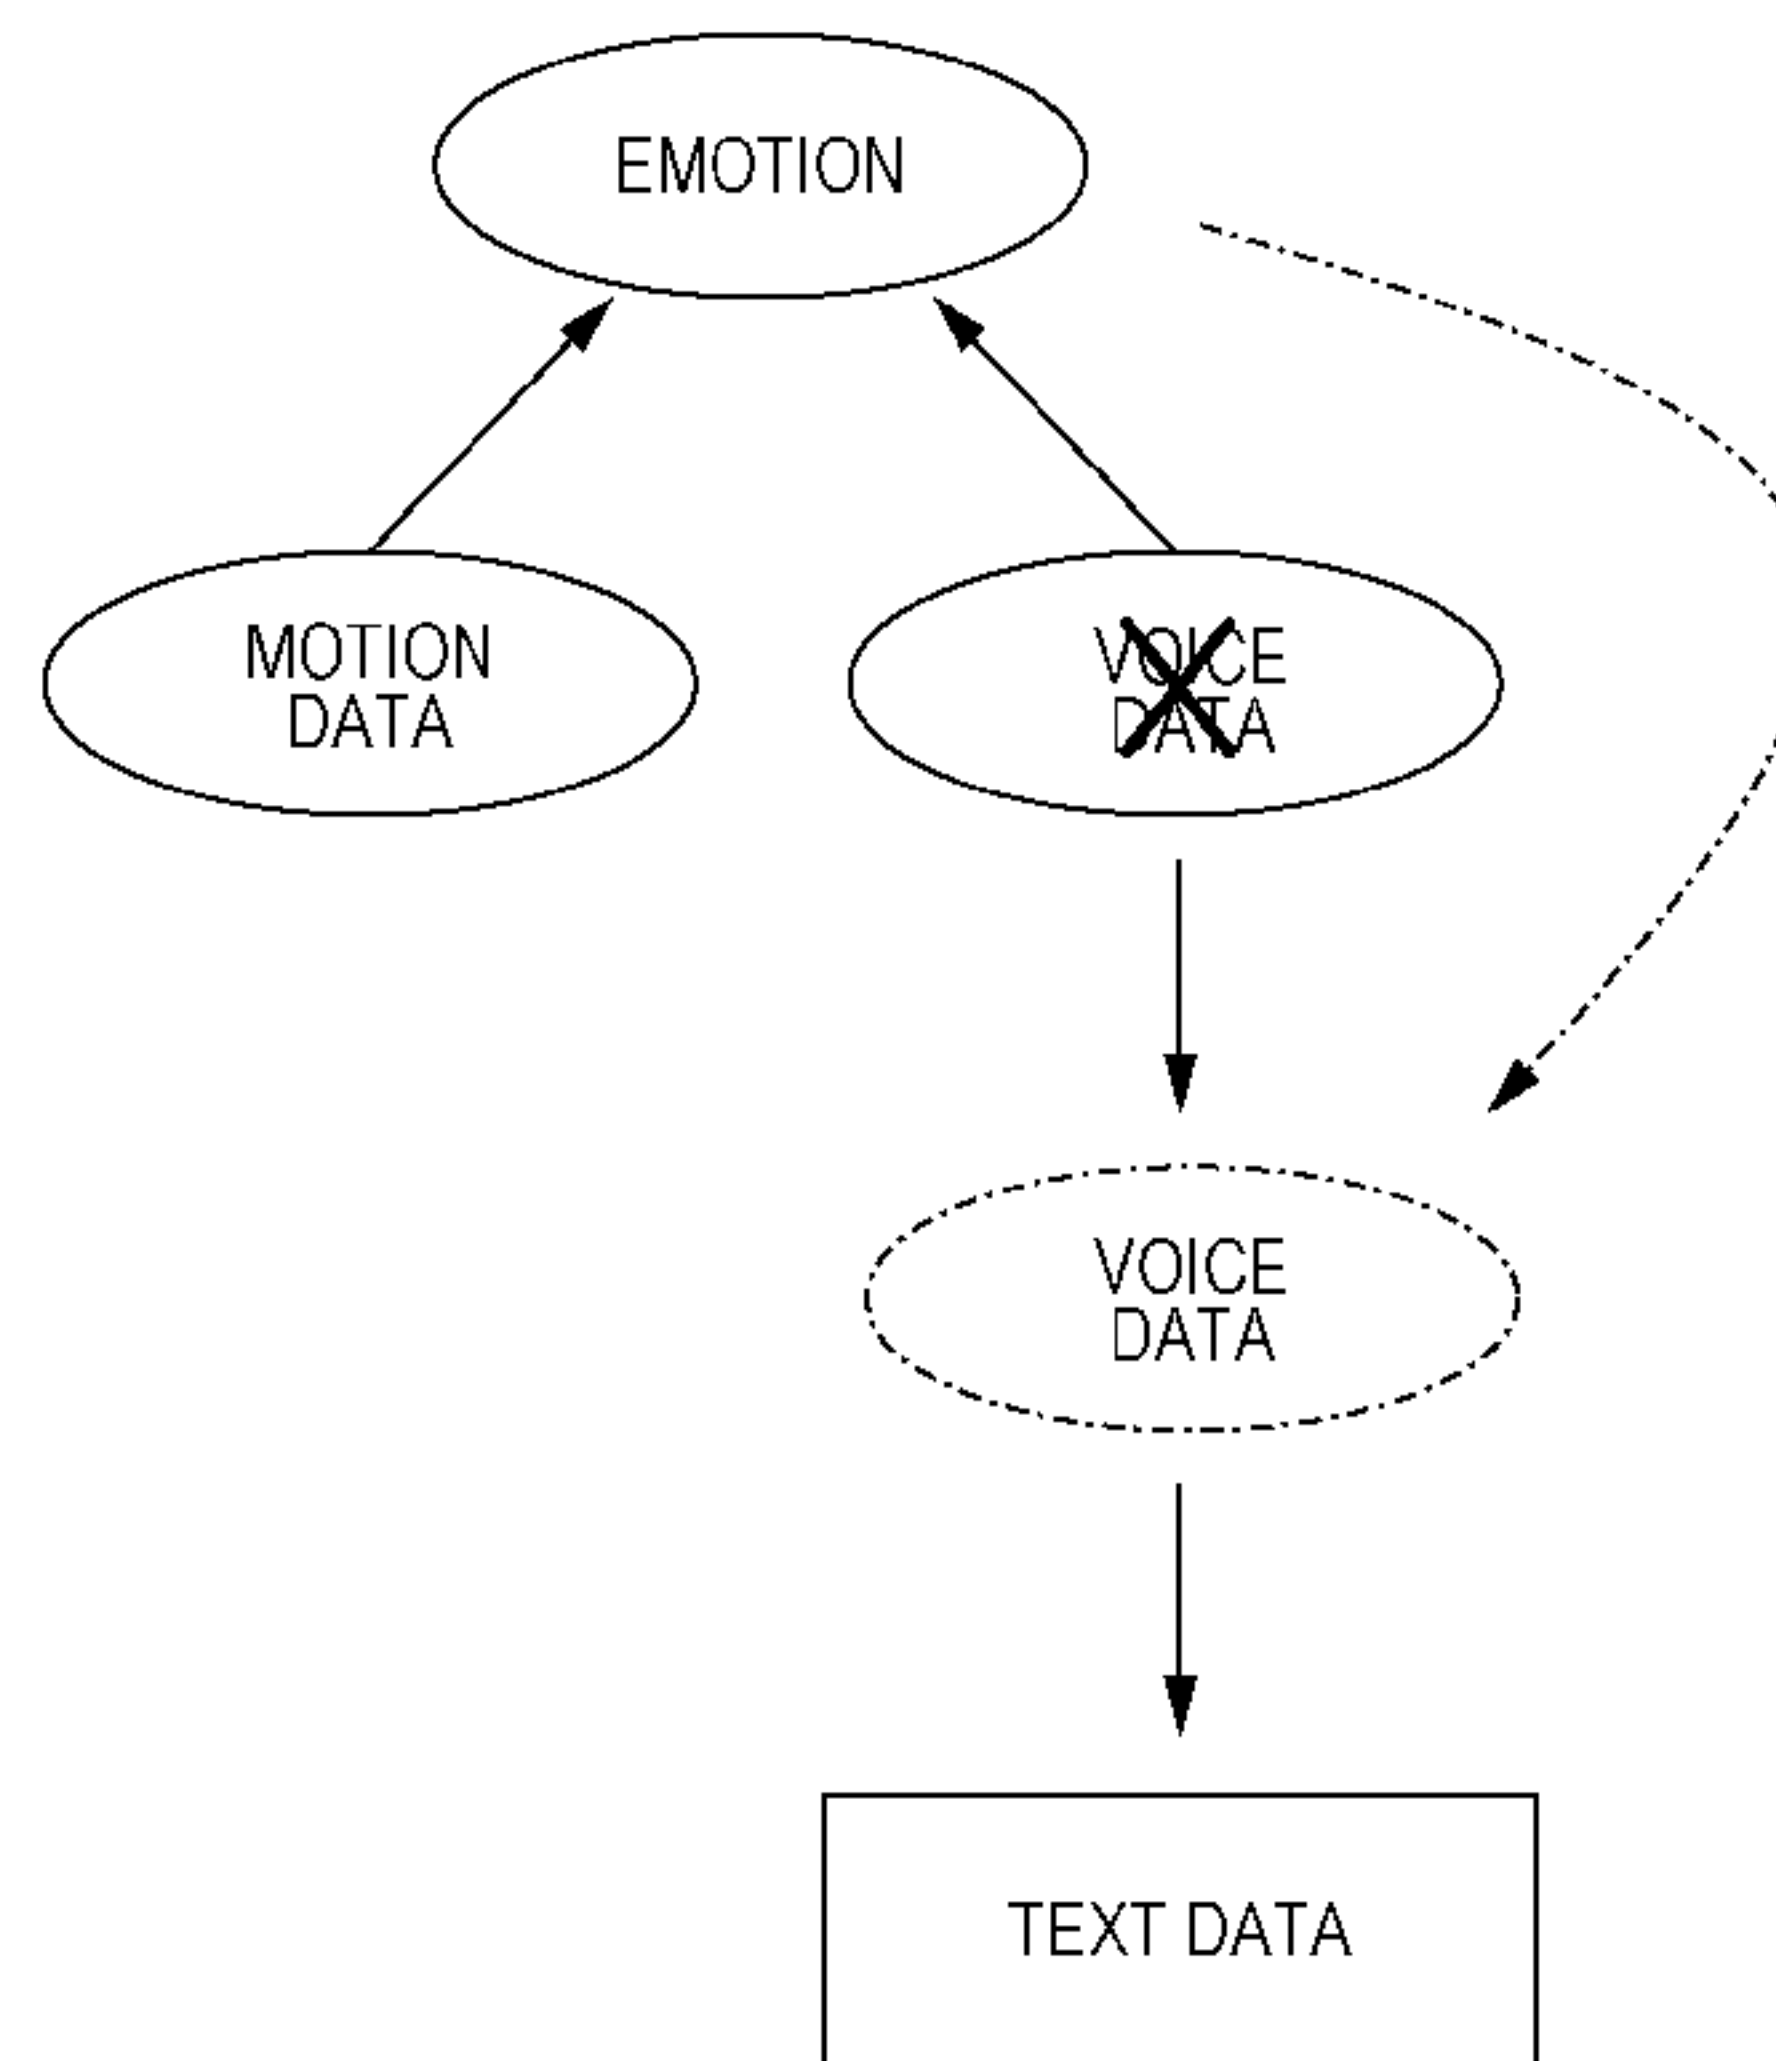 EMOTION
MOTION
DATA
VOICE
DATA
VOICE
DATA
TEXT DATA